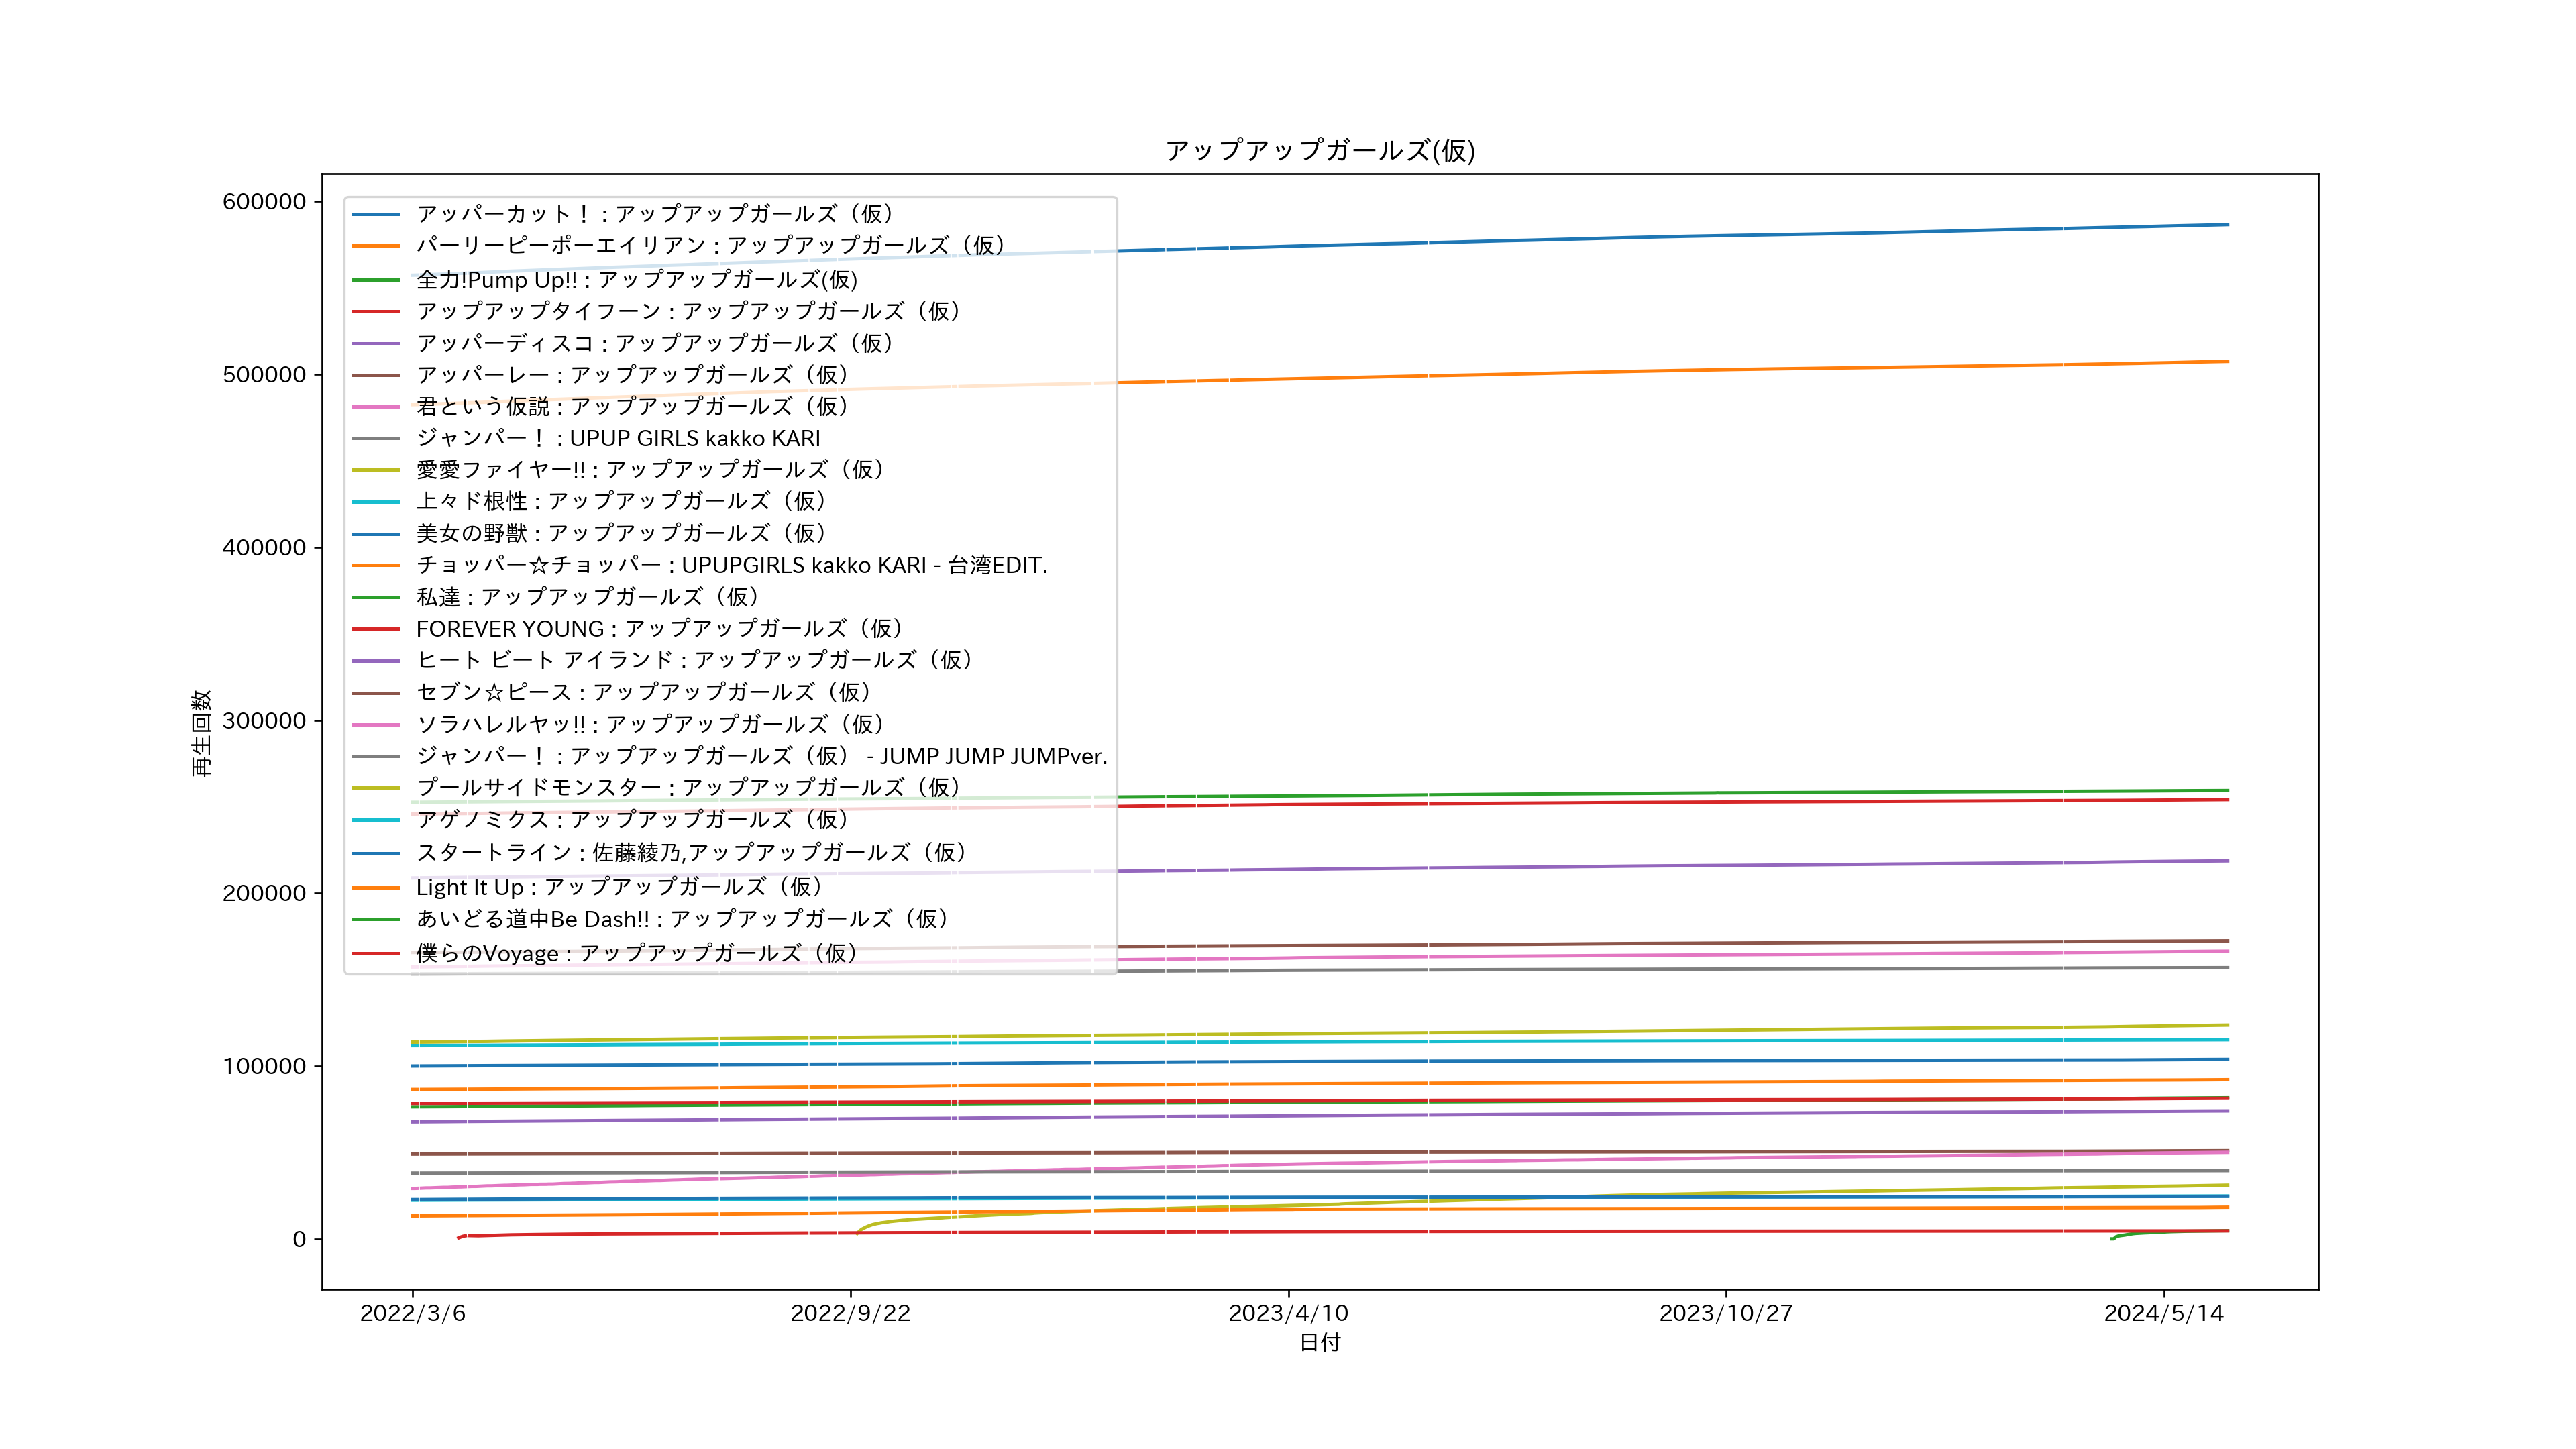 アップアップガールズ(仮)
600000
500000
400000
300000
200000
100000
0
再生回数
アッパーカット！ : アップアップガールズ（仮）
パーリーピーポーエイリアン : アップアップガールズ（仮）
全力!Pump Up!! : アップアップガールズ(仮)
アップアップタイフーン : アップアップガールズ（仮）
アッパーディスコ : アップアップガールズ（仮）
アッパーレー : アップアップガールズ（仮）
君という仮説 : アップアップガールズ（仮）
ジャンパー！ : UPUP GIRLS kakko KARI
愛愛ファイヤー!! : アップアップガールズ（仮）
上々ド根性 : アップアップガールズ（仮）
美女の野獣 : アップアップガールズ（仮）
チョッパー☆チョッパー : UPUPGIRLS kakko KARI - 台湾EDIT.
私達 : アップアップガールズ（仮）
FOREVER YOUNG : アップアップガールズ（仮）
ヒート ビート アイランド : アップアップガールズ（仮）
セブン☆ピース : アップアップガールズ（仮）
ソラハレルヤッ!! : アップアップガールズ（仮）
ジャンパー！ : アップアップガールズ（仮） - JUMP JUMP JUMPver.
プールサイドモンスター : アップアップガールズ（仮）
アゲノミクス : アップアップガールズ（仮）
スタートライン : 佐藤綾乃,アップアップガールズ（仮）
Light It Up : アップアップガールズ（仮）
あいどる道中Be Dash!! : アップアップガールズ（仮）
僕らのVoyage : アップアップガールズ（仮）
2022/3/6
2022/9/22
2023/4/10
2023/10/27
2024/5/14
日付